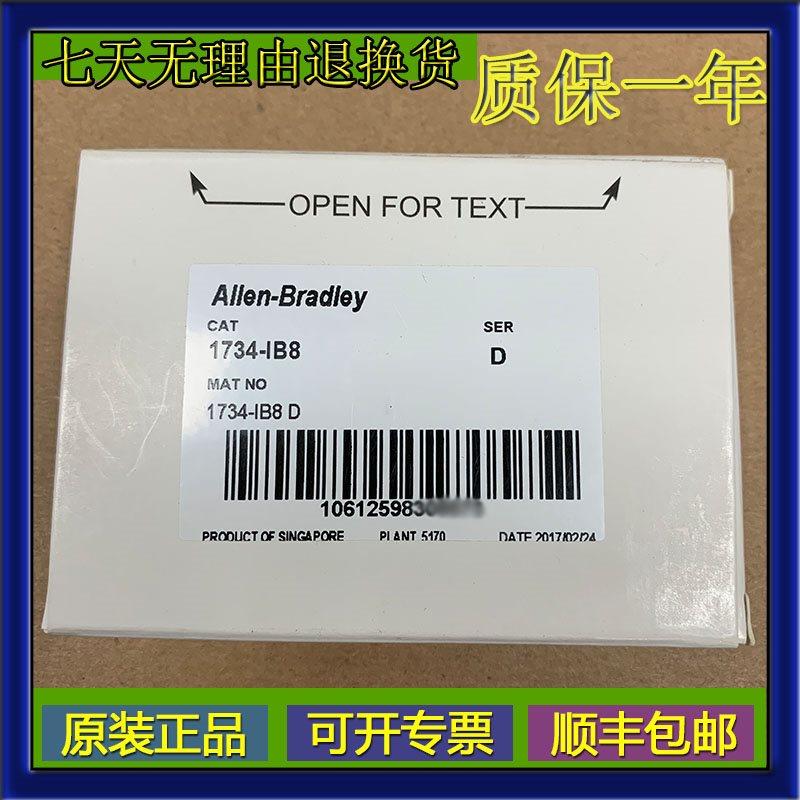 七天无理由退换货
质保一年
OPEN FOR TEXT
Allen-Bradley
CAT
SER
1734-IB8
D
MAT NO
1734-IB8 D
106125983
PRODUCT OF SINGAPORE
PLANT 5170
DATE 2017/02/24
原装正品
可开专票
顺丰包邮